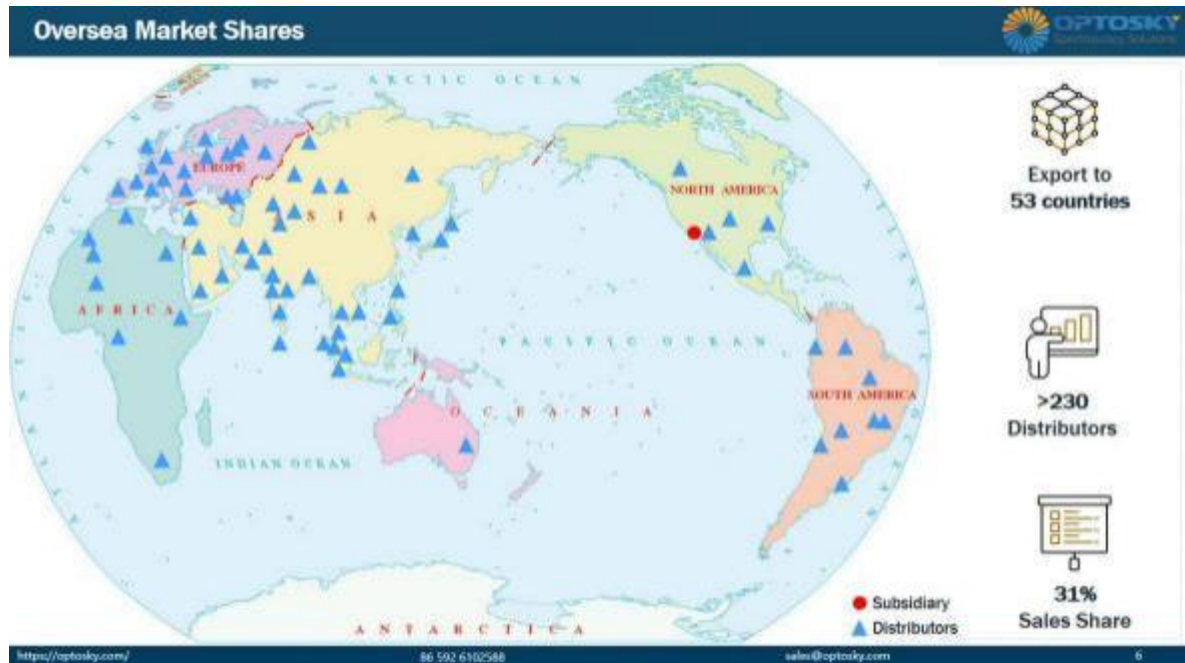 Oversea Market Shares
OPTOSKY
Spectroscopy Solutions
ARCTIC OCEAN
EUROPE
ASIA
NORTH AMERICA
AFRICA
PACIFIC OCEAN
OCEANIA
SOUTH AMERICA
INDIAN OCEAN
ANTARCTICA
Export to
53 countries
>230
Distributors
31%
Sales Share
Subsidiary
Distributors
https://optosky.com/
86 592 6102588
sales@optosky.com
6